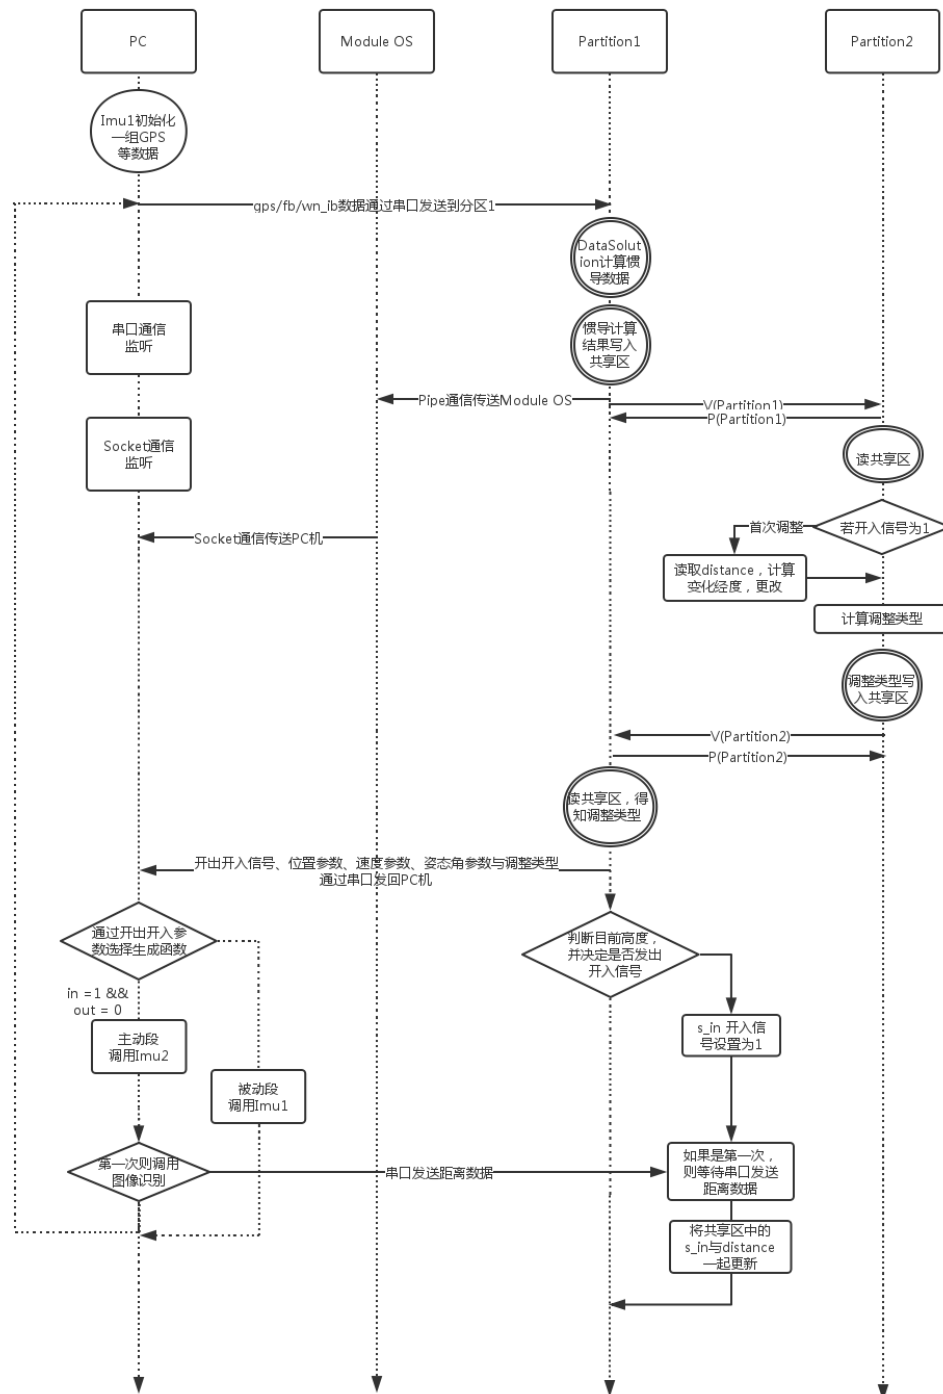 PC
Module OS
Partition1
Partition2
Imu1初始化
一组GPS
等数据
gps/fb/wn_ib数据通过串口发送到分区1
DataSolut
ion计算惯
导数据
串口通信
监听
惯导计算
结果写入
共享区
Pipe通信传送Module OS
V(Partition1)
P(Partition1)
Socket通信
监听
读共享区
首次调整
若开入信号为1
Socket通信传送PC机
读取distance，计算
变化经度，更改
计算调整类型
调整类型写
入共享区
V(Partition2)
P(Partition2)
读共享区，得
知调整类型
开出开入信号、位置参数、速度参数、姿态角参数与调整类型
通过串口发回PC机
通过开出开入参
数选择生成函数
判断目前高度，
并决定是否发出
开入信号
in =1 &&
out = 0
主动段
调用Imu2
s_in 开入信
号设置为1
被动段
调用Imu1
第一次则调用
图像识别
串口发送距离数据
如果是第一次，
则等待串口发送
距离数据
将共享区中的
s_in与distance
一起更新